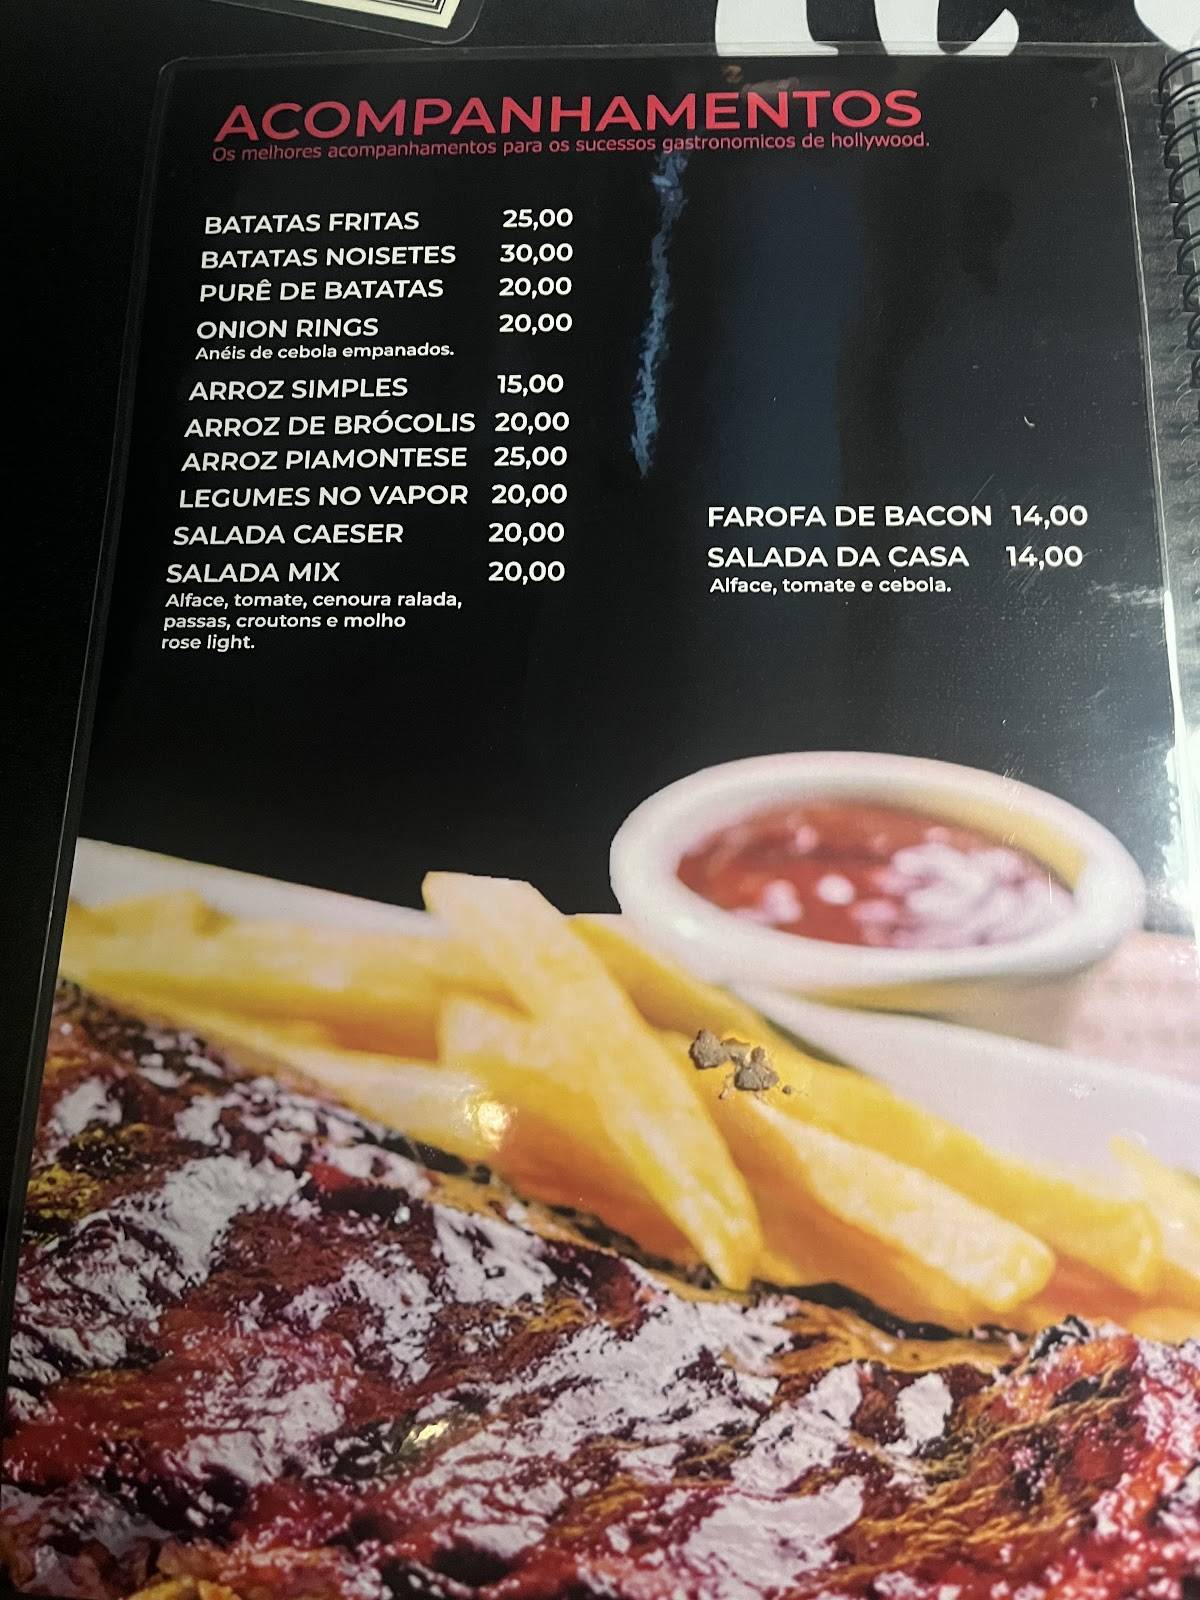 ACOMPANHAMENTOS
Os melhores acompanhamentos para os sucessos gastronomicos de hollywood.
BATATAS FRITAS 25,00
BATATAS NOISETES 30,00
PURÊ DE BATATAS 20,00
ONION RINGS 20,00
Anéis de cebola empanados.
ARROZ SIMPLES 15,00
ARROZ DE BRÓCOLIS 20,00
ARROZ PIAMONTESE 25,00
LEGUMES NO VAPOR 20,00
SALADA CAESER 20,00
SALADA MIX 20,00
Alface, tomate, cenoura ralada,
passas, croutons e molho
rose light.
FAROFA DE BACON 14,00
SALADA DA CASA 14,00
Alface, tomate e cebola.